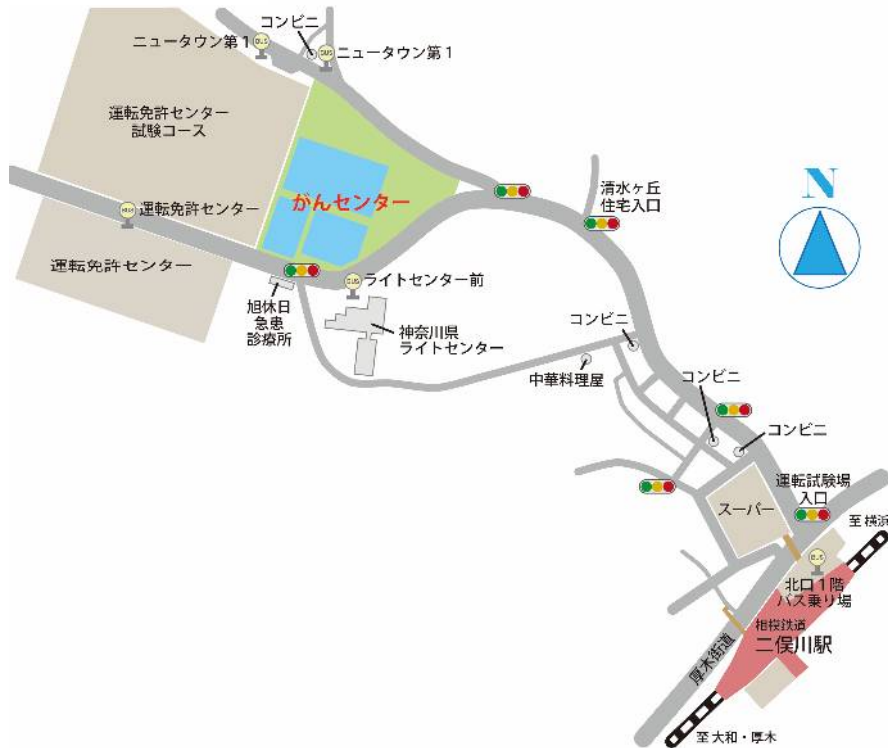 コンビニ
ニュータウン第1
ニュータウン第1
運転免許センター
試験コース
N
清水ヶ丘
住宅入口
がんセンター
運転免許センター
運転免許センター
ライトセンター前
旭休日
急患
診療所
神奈川県
ライトセンター
コンビニ
中華料理屋
コンビニ
コンビニ
運転試験場
入口
スーパー
至 横浜
北口1階
バス乗り場
相模鉄道
二俣川駅
厚木街道
至 大和・厚木
BUS
BUS
BUS
BUS
BUS